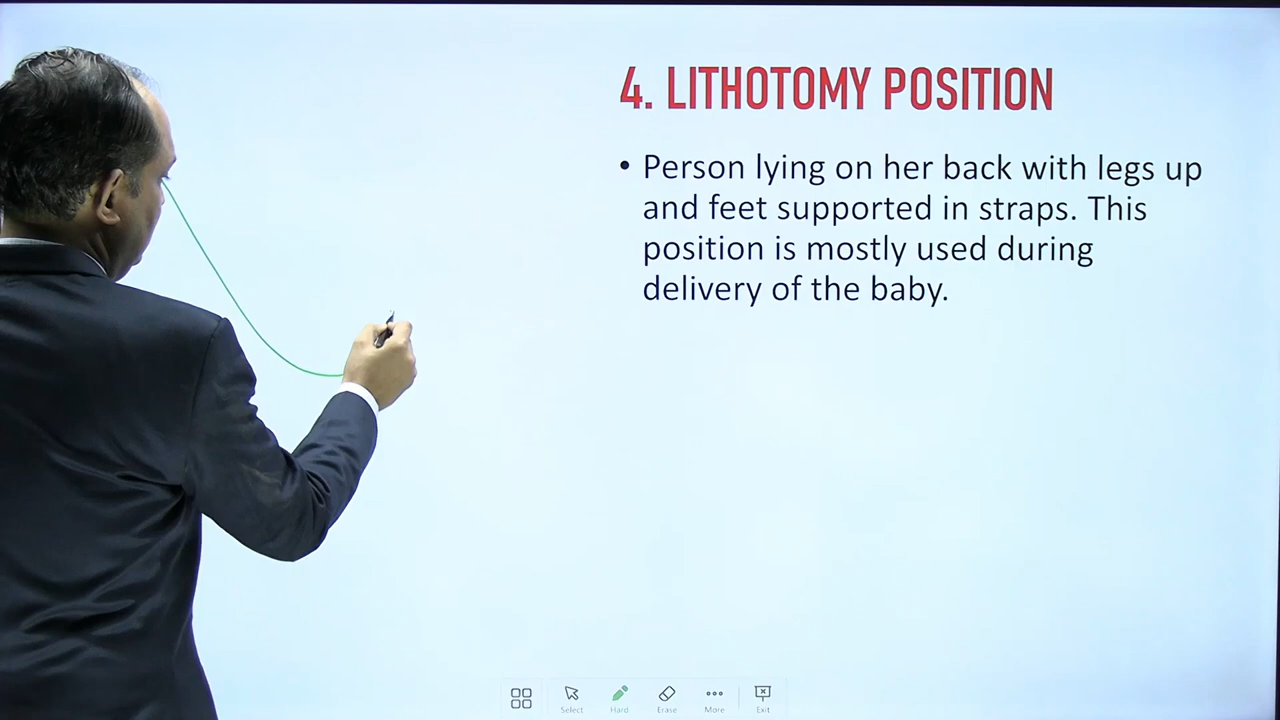 4. LITHOTOMY POSITION
• Person lying on her back with legs up
and feet supported in straps. This
position is mostly used during
delivery of the baby.
Select Hard Erase More Exit